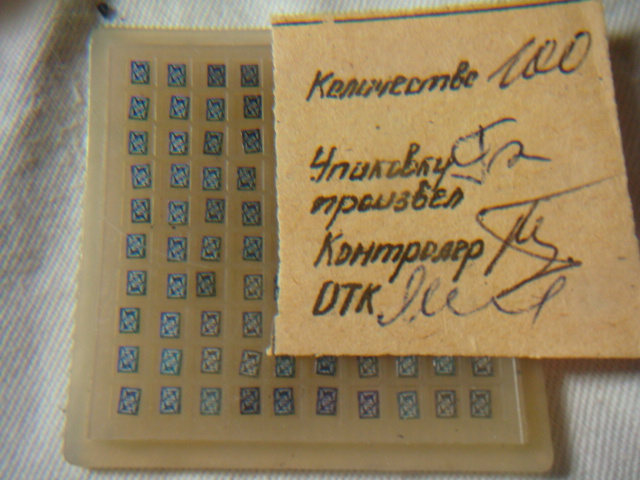 Количество 100
Упаковку
произвел
Контролер
ОТК